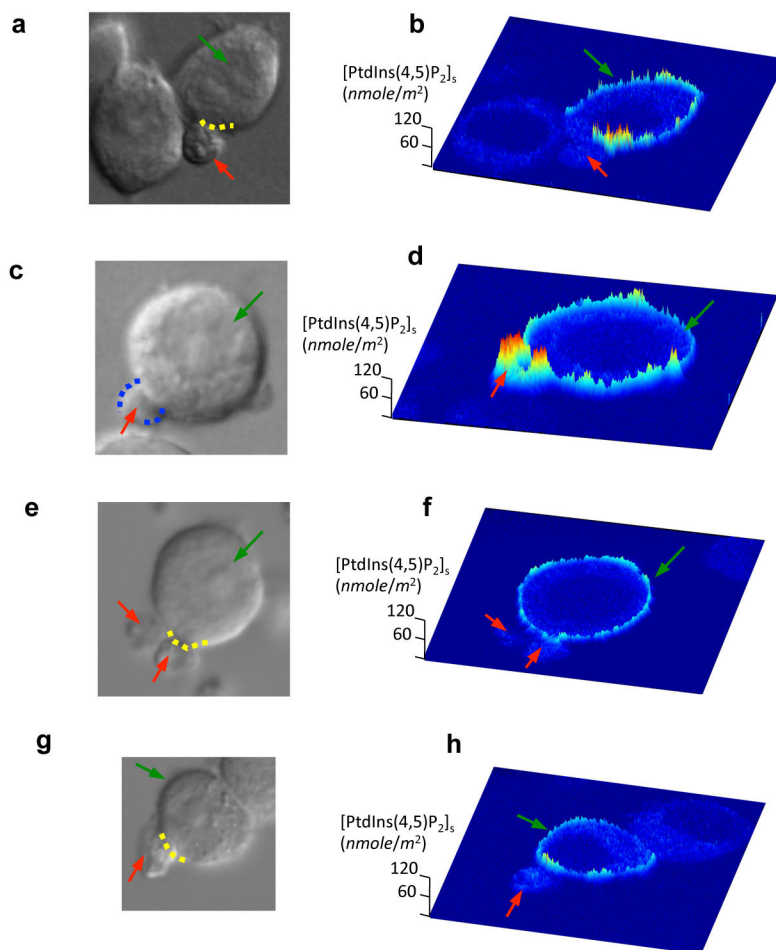 a
b
[PtdIns(4,5)P₂]ₛ
(nmole/m²)
120
60
c
d
[PtdIns(4,5)P₂]ₛ
(nmole/m²)
120
60
e
f
[PtdIns(4,5)P₂]ₛ
(nmole/m²)
120
60
g
h
[PtdIns(4,5)P₂]ₛ
(nmole/m²)
120
60